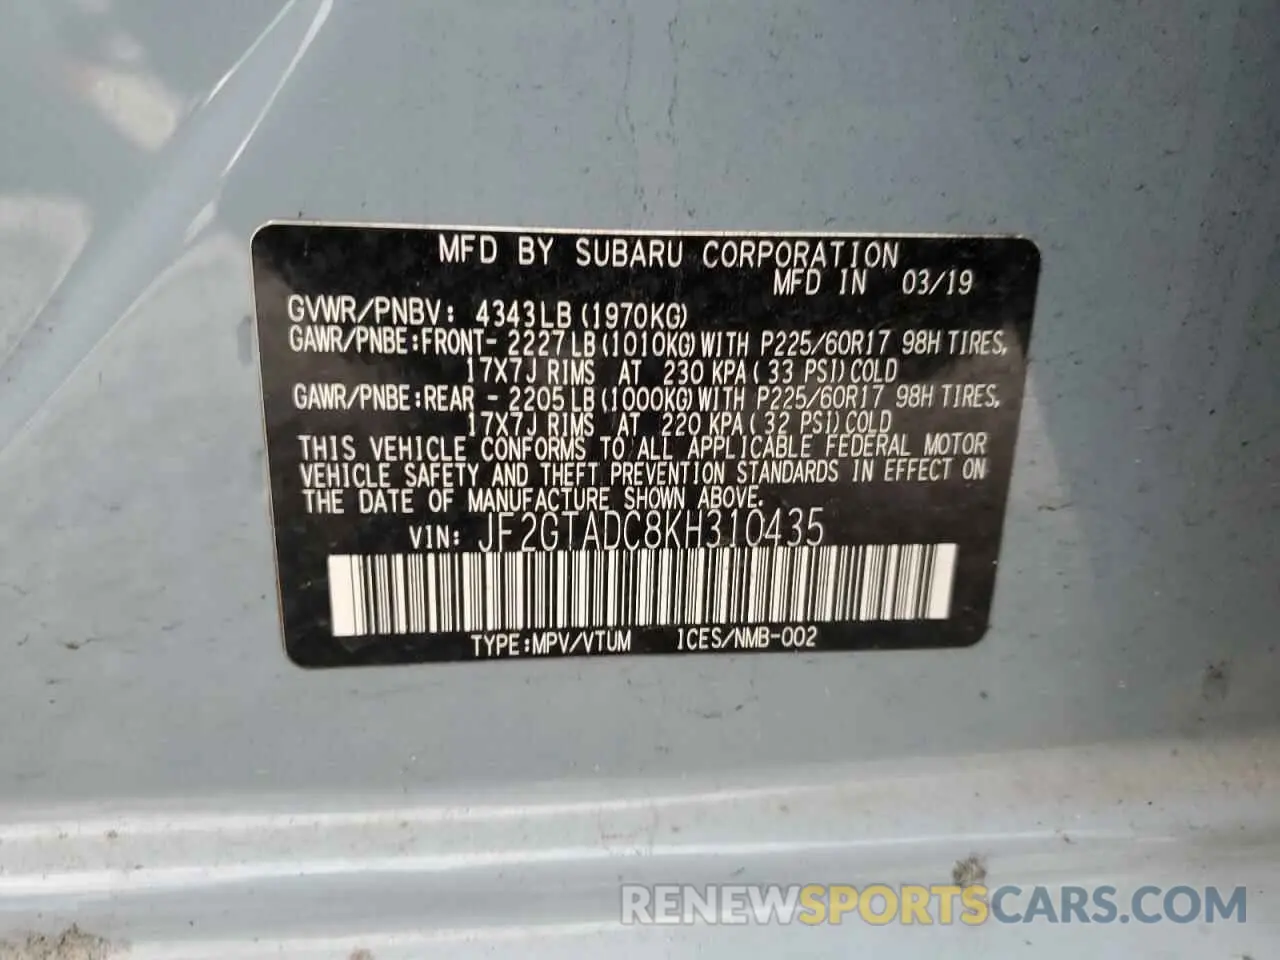 MFD BY SUBARU CORPORATION
MFD IN 03/19
GVWR/PNBV: 4343LB (1970KG)
GAWR/PNBE:FRONT- 2227LB (1010KG) WITH P225/60R17 98H TIRES,
17X7J RIMS AT 230 KPA ( 33 PSI) COLD
GAWR/PNBE:REAR - 2205LB (1000KG) WITH P225/60R17 98H TIRES,
17X7J RIMS AT 220 KPA ( 32 PSI) COLD
THIS VEHICLE CONFORMS TO ALL APPLICABLE FEDERAL MOTOR
VEHICLE SAFETY AND THEFT PREVENTION STANDARDS IN EFFECT ON
THE DATE OF MANUFACTURE SHOWN ABOVE.
VIN: JF2GTADC8KH310435
TYPE:MPV/VTUM ICES/NMB-002
RENEWSPORTSCARS.COM